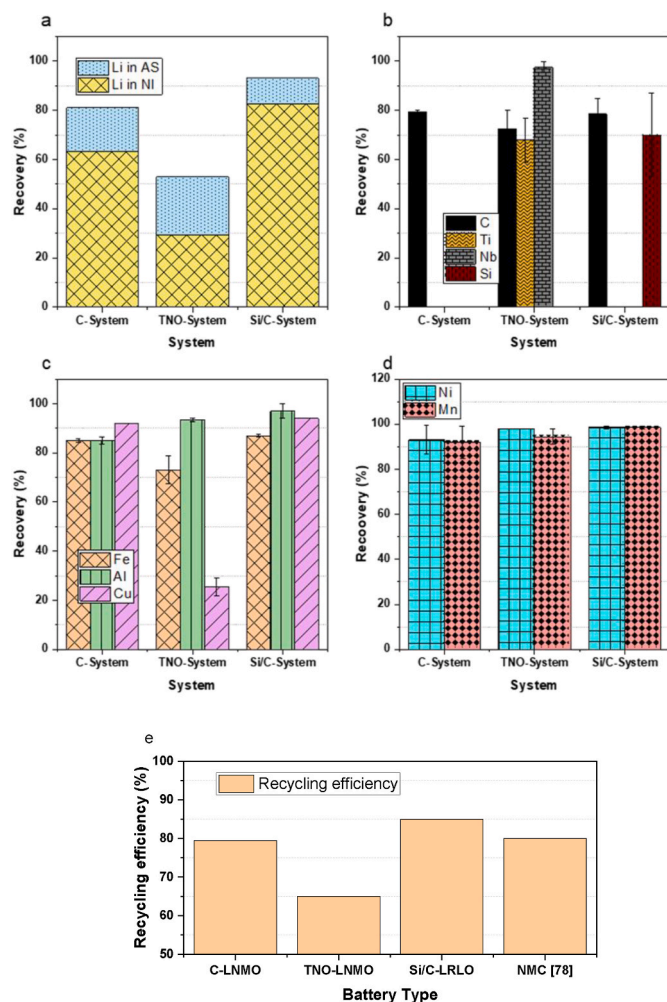 a
Recovery (%)
100
80
60
40
20
0
Li in AS
Li in NI
C-System
TNO-System
Si/C-System
System
b
Recovery (%)
100
80
60
40
20
0
C
Ti
Nb
Si
C-System
TNO-System
Si/C-System
System
c
Recovery (%)
100
80
60
40
20
0
Fe
Al
Cu
C-System
TNO-System
Si/C-System
System
d
Recoovery (%)
120
100
80
60
40
20
0
Ni
Mn
C-System
TNO-System
Si/C-System
System
e
Recycling efficiency (%)
100
90
80
70
60
50
Recycling efficiency
C-LNMO
TNO-LNMO
Si/C-LRLO
NMC [78]
Battery Type